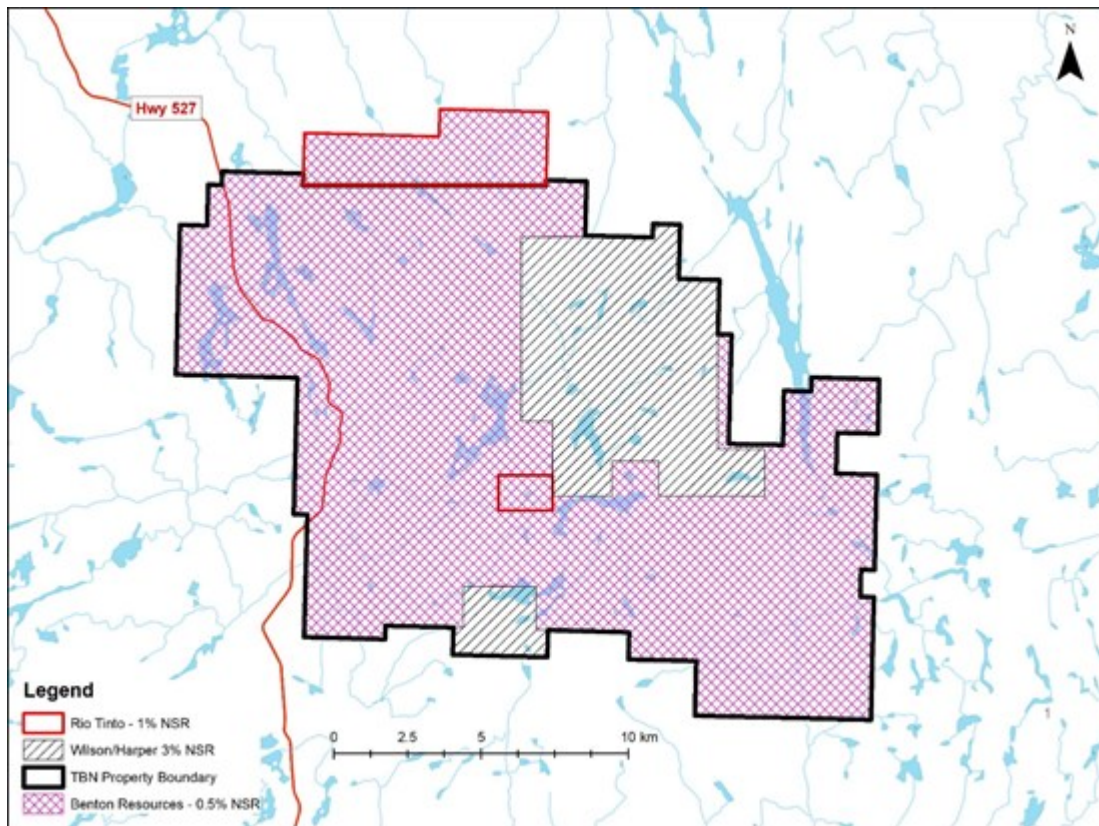 N
Hwy 527
Legend
Rio Tinto - 1% NSR
Wilson/Harper 3% NSR
TBN Property Boundary
Benton Resources - 0.5% NSR
0 2.5 5 10 km
1